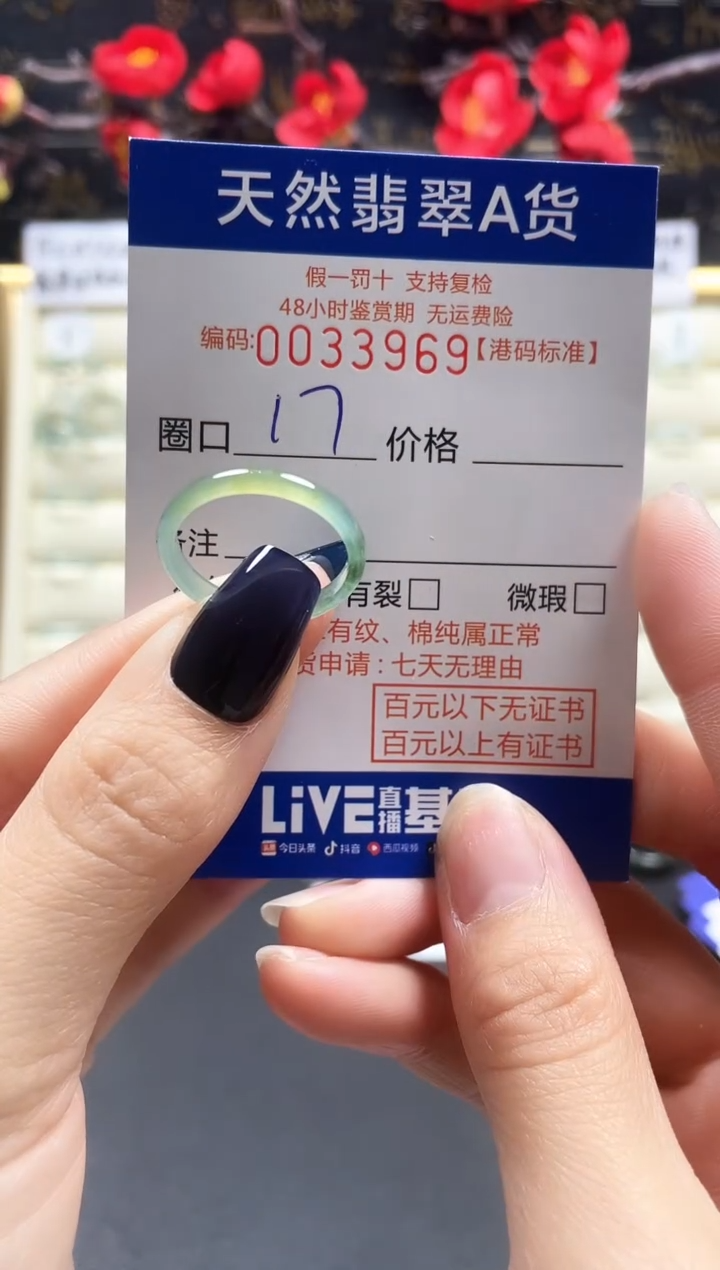 天然翡翠A货
假一罚十 支持复检
48小时鉴赏期 无运费险
编码:0033969【港码标准】
圈口 17 价格
备注
有裂□ 微瑕□
有纹、棉纯属正常
货申请：七天无理由
百元以下无证书
百元以上有证书
LiVE直播基
今日头条 抖音 西瓜视频